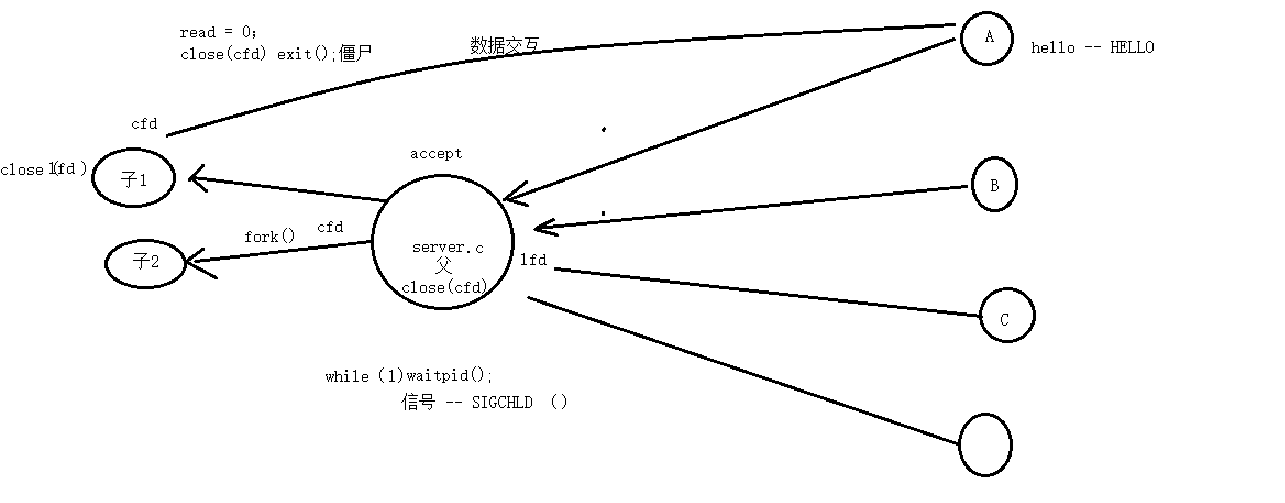 read = 0;
close(cfd) exit();僵尸
数据交互
A
hello -- HELLO
cfd
close(lfd)
子1
accept
B
fork()
cfd
子2
server.c
父
close(cfd)
lfd
C
while (1)waitpid();
信号 -- SIGCHLD ()